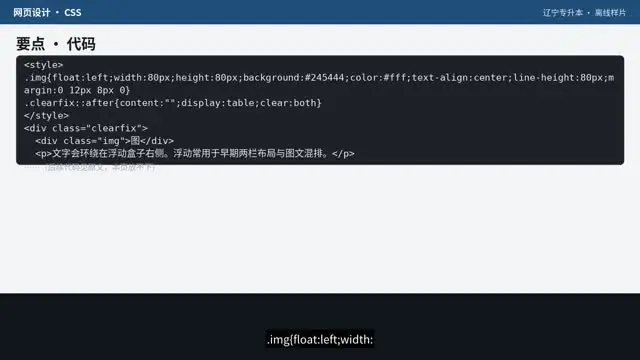 网页设计 · CSS
辽宁专升本 · 离线样片
要点 · 代码
<style>
.img{float:left;width:80px;height:80px;background:#245444;color:#fff;text-align:center;line-height:80px;m
argin:0 12px 8px 0}
.clearfix::after{content:"";display:table;clear:both}
</style>
<div class="clearfix">
  <div class="img">图</div>
  <p>文字会环绕在浮动盒子右侧。浮动常用于早期两栏布局与图文混排。</p>
.img{float:left;width: